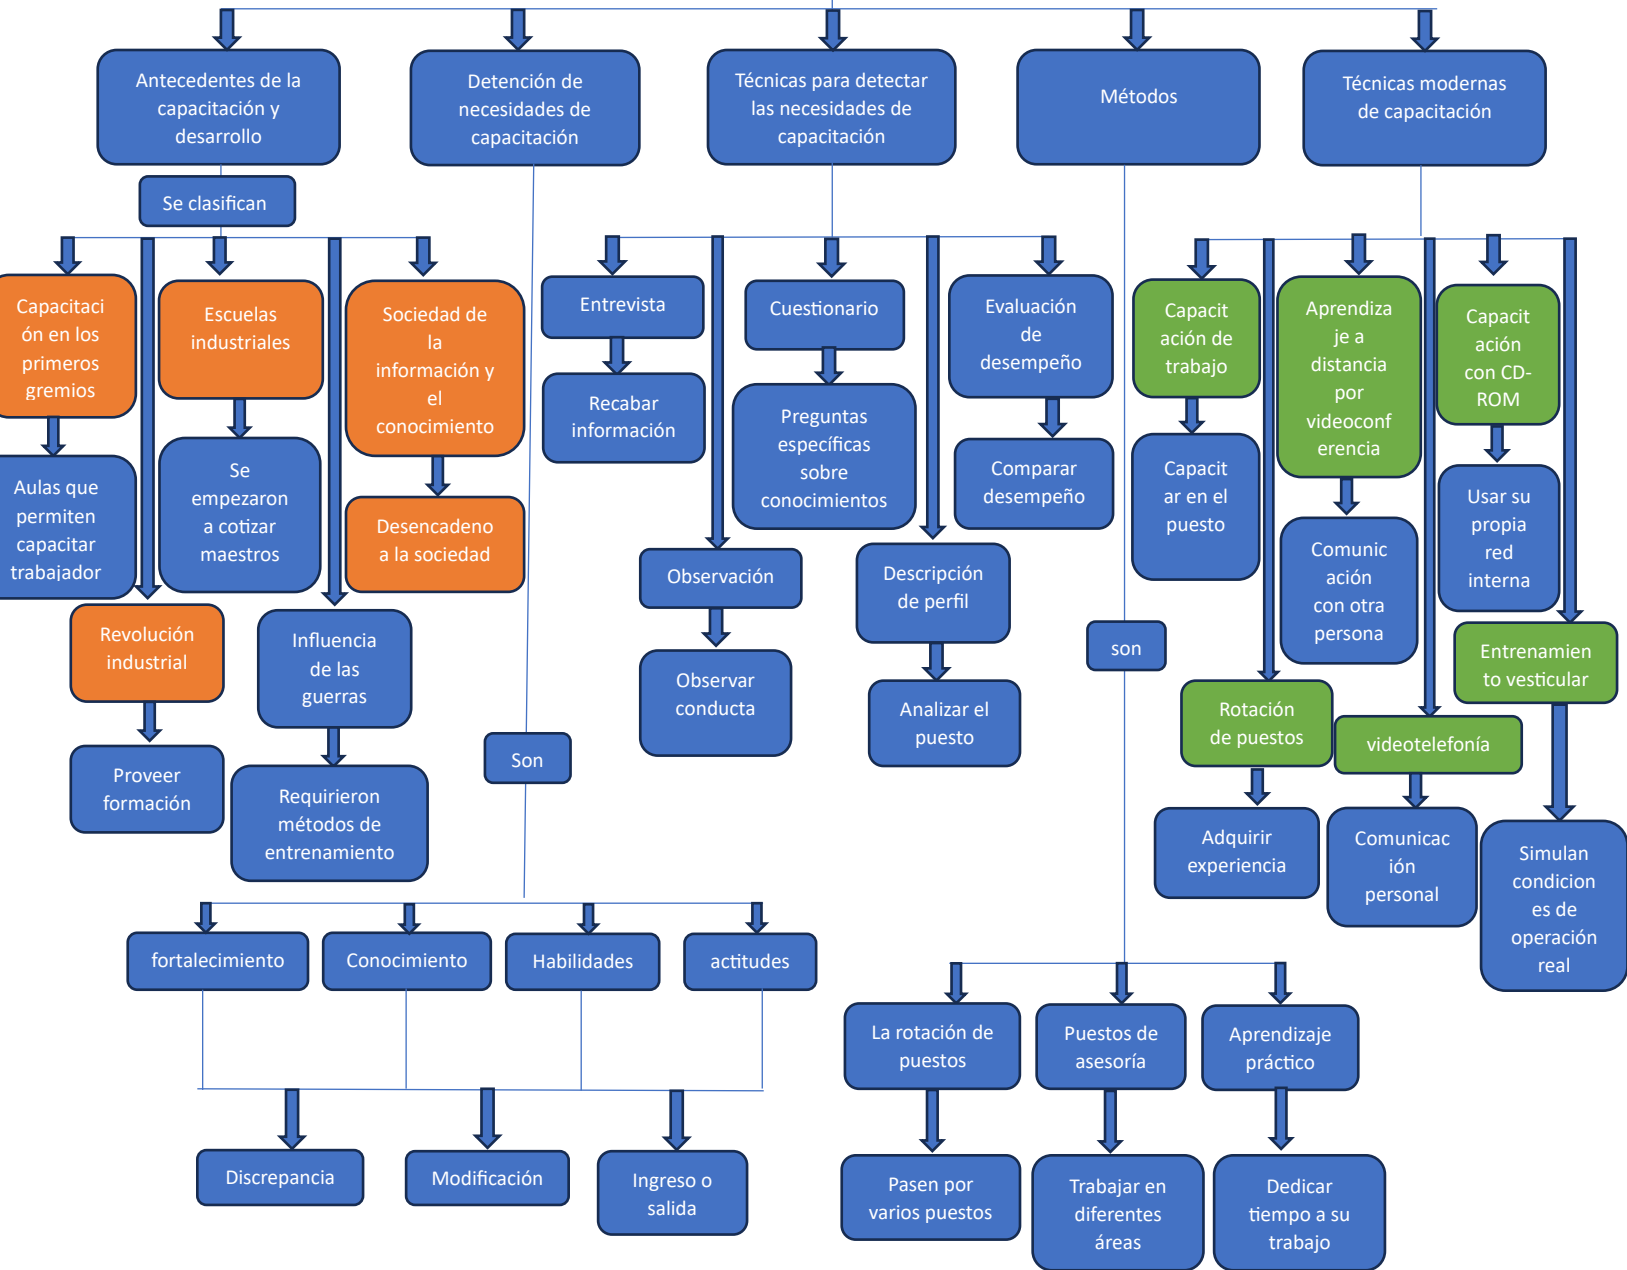 Antecedentes de la
capacitación y
desarrollo
Detención de
necesidades de
capacitación
Técnicas para detectar
las necesidades de
capacitación
Métodos
Técnicas modernas
de capacitación
Se clasifican
Capacitaci
ón en los
primeros
gremios
Escuelas
industriales
Sociedad de
la
información y
el
conocimiento
Entrevista
Cuestionario
Evaluación
de
desempeño
Capacit
ación de
trabajo
Aprendiza
je a
distancia
por
videoconf
erencia
Capacit
ación
con CD-
ROM
Aulas que
permiten
capacitar
trabajador
Se
empezaron
a cotizar
maestros
Desencadeno
a la sociedad
Recabar
información
Preguntas
específicas
sobre
conocimientos
Comparar
desempeño
Capacit
ar en el
puesto
Comunic
ación
con otra
persona
Usar su
propia
red
interna
Revolución
industrial
Influencia
de las
guerras
Observación
Descripción
de perfil
son
Rotación
de puestos
videotelefonía
Entrenamien
to vesticular
Proveer
formación
Requirieron
métodos de
entrenamiento
Son
Observar
conducta
Analizar el
puesto
Adquirir
experiencia
Comunicac
ión
personal
Simulan
condicion
es de
operación
real
fortalecimiento
Conocimiento
Habilidades
actitudes
La rotación de
puestos
Puestos de
asesoría
Aprendizaje
práctico
Discrepancia
Modificación
Ingreso o
salida
Pasen por
varios puestos
Trabajar en
diferentes
áreas
Dedicar
tiempo a su
trabajo